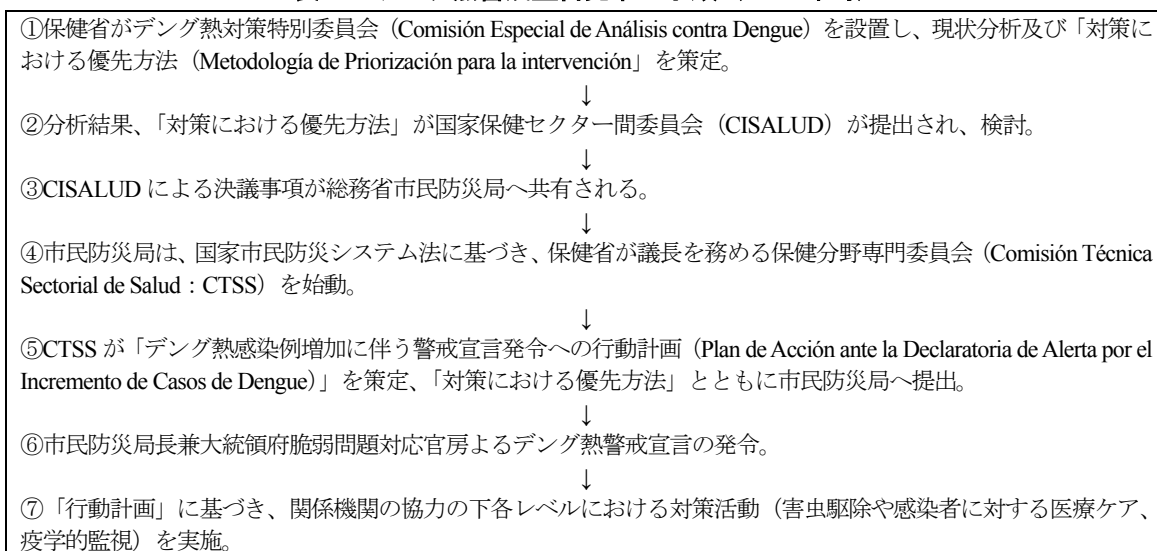 ①保健省がデング熱対策特別委員会（Comisión Especial de Análisis contra Dengue）を設置し、現状分析及び「対策に
おける優先方法（Metodología de Priorización para la intervención」を策定。
↓
②分析結果、「対策における優先方法」が国家保健セクター間委員会（CISALUD）が提出され、検討。
↓
③CISALUD による決議事項が総務省市民防災局へ共有される。
↓
④市民防災局は、国家市民防災システム法に基づき、保健省が議長を務める保健分野専門委員会（Comisión Técnica
Sectorial de Salud：CTSS）を始動。
↓
⑤CTSS が「デング熱感染例増加に伴う警戒宣言発令への行動計画（Plan de Acción ante la Declaratoria de Alerta por el
Incremento de Casos de Dengue）」を策定、「対策における優先方法」とともに市民防災局へ提出。
↓
⑥市民防災局長兼大統領府脆弱問題対応官房よるデング熱警戒宣言の発令。
↓
⑦「行動計画」に基づき、関係機関の協力の下各レベルにおける対策活動（害虫駆除や感染者に対する医療ケア、
疫学的監視）を実施。